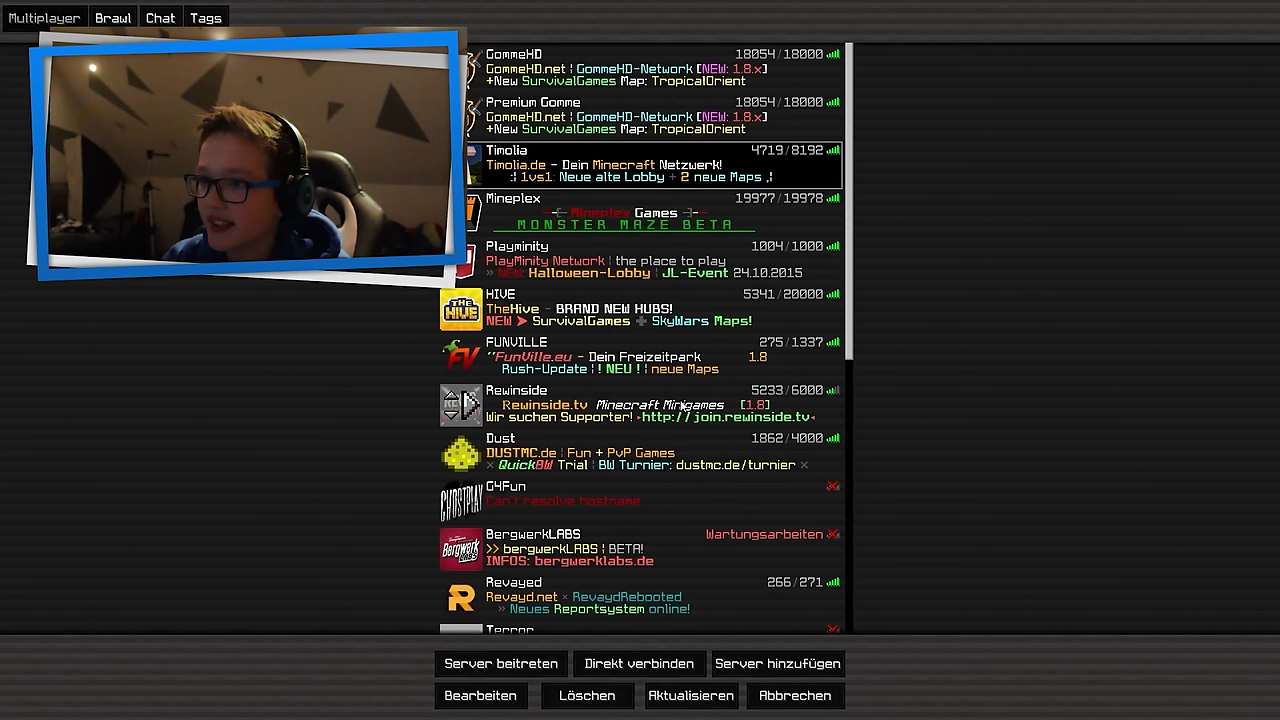 Multiplayer Brawl Chat Tags
GommeHD 18054/18000
GommeHD.net ¦ GommeHD-Network [NEW: 1.8.x]
+New SurvivalGames Map: TropicalOrient
Premium Gomme 18054/18000
GommeHD.net ¦ GommeHD-Network [NEW: 1.8.x]
+New SurvivalGames Map: TropicalOrient
Timolia 4719/8192
Timolia.de - Dein Minecraft Netzwerk!
:¦ 1vs1: Neue alte Lobby + 2 neue Maps ¦:
Mineplex 19977/19978
Mineplex Games
MONSTER MAZE BETA
Playminity 1004/1000
PlayMinity Network ¦ the place to play
» NEW: Halloween-Lobby ¦ JL-Event 24.10.2015
HIVE 5341/20000
THE HIVE
TheHive - BRAND NEW HUBS!
NEW ➤ SurvivalGames + SkyWars Maps!
FUNVILLE 275/1337
FV
"FunVille.eu - Dein Freizeitpark 1.8
Rush-Update ¦ ! NEU ! ¦ neue Maps
Rewinside 5233/6000
Rewinside.tv Minecraft Minigames [1.8]
Wir suchen Supporter! ▸http://join.rewinside.tv◂
Dust 1862/4000
DUSTMC.de ¦ Fun + PvP Games
× QuickBW Trial ¦ BW Turnier: dustmc.de/turnier ×
G4Fun
GHOSTPLAY
Can't resolve hostname
BergwerkLABS Wartungsarbeiten
Bergwerk LABS
>> bergwerkLABS ¦ BETA!
INFOS: bergwerklabs.de
Revayed 266/271
R
Revayd.net × RevaydRebooted
» Neues Reportsystem online!
Terror
Server beitreten Direkt verbinden Server hinzufügen
Bearbeiten Löschen Aktualisieren Abbrechen